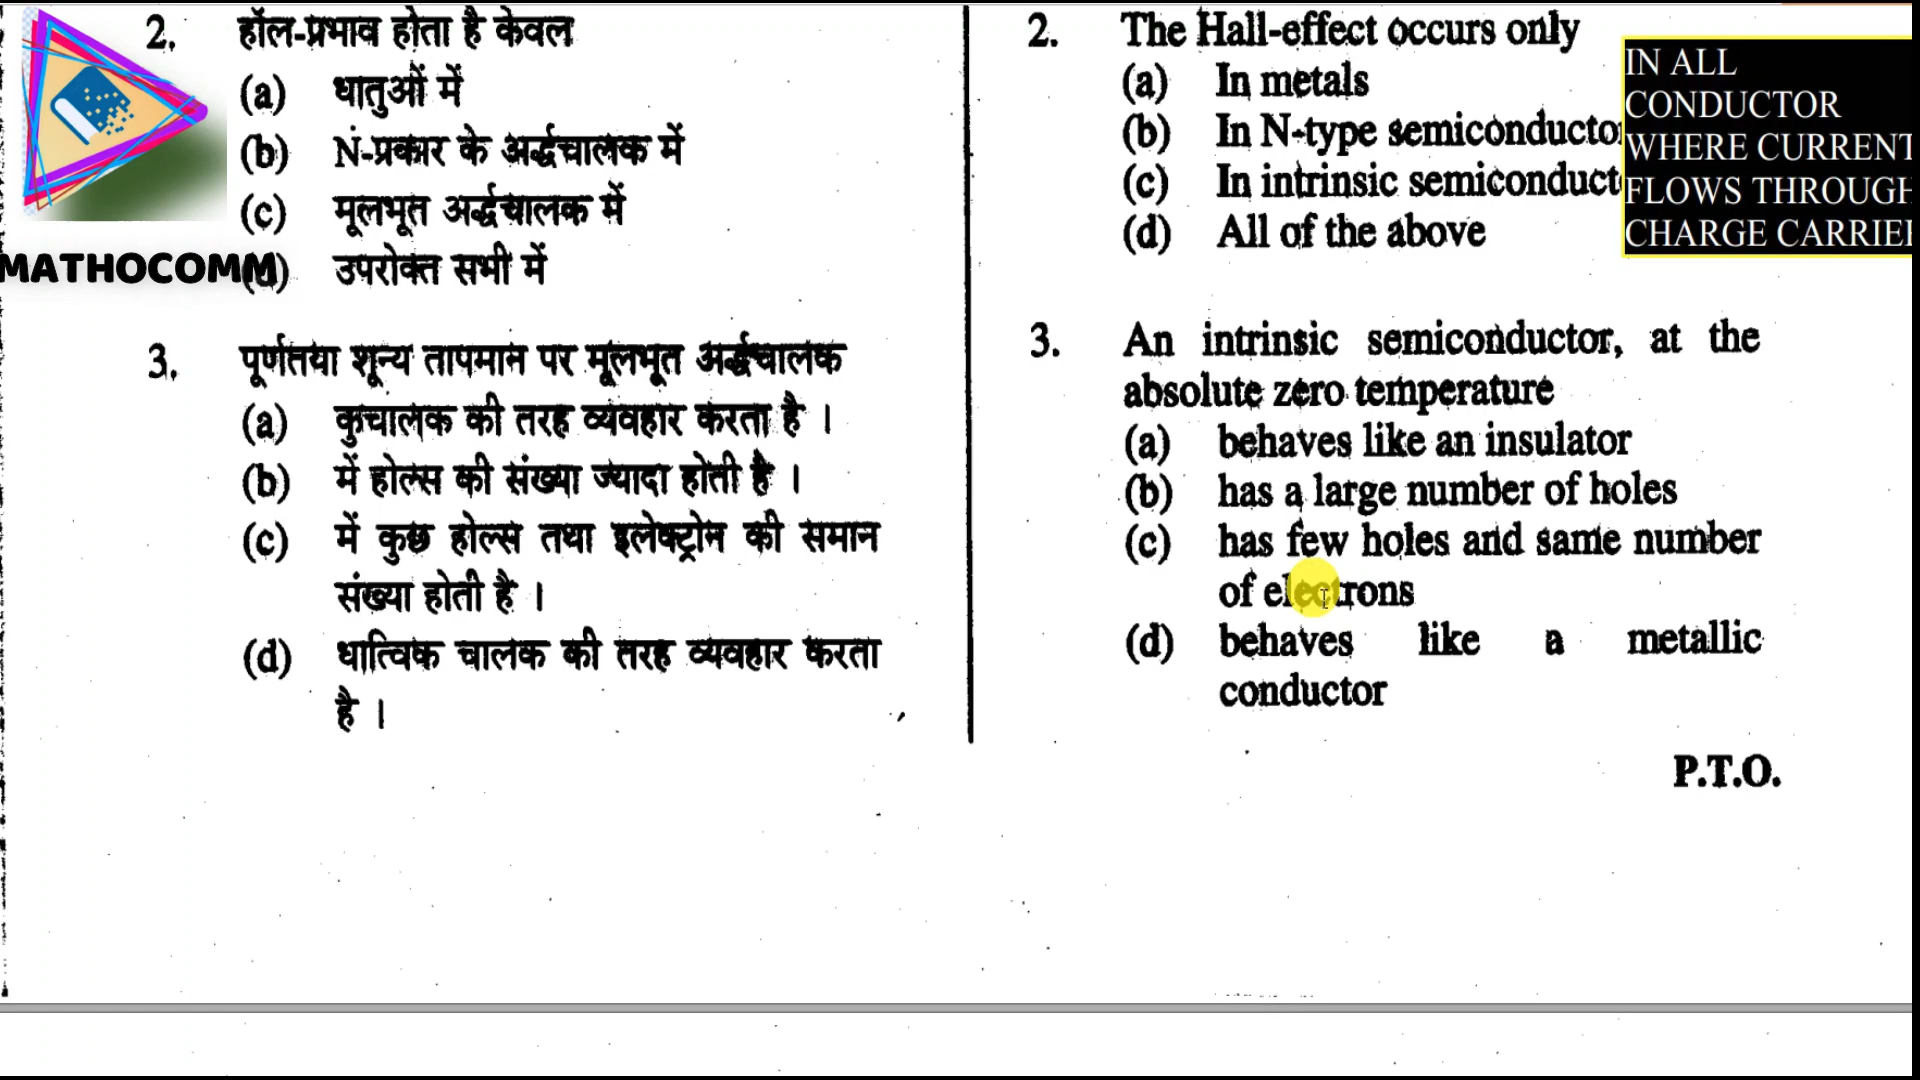 2. हॉल-प्रभाव होता है केवल
(a) धातुओं में
(b) N-प्रकार के अर्द्धचालक में
(c) मूलभूत अर्द्धचालक में
(d) उपरोक्त सभी में
MATHOCOMM
3. पूर्णतया शून्य तापमान पर मूलभूत अर्द्धचालक
(a) कुचालक की तरह व्यवहार करता है ।
(b) में होल्स की संख्या ज्यादा होती है ।
(c) में कुछ होल्स तथा इलेक्ट्रोन की समान
संख्या होती है ।
(d) धात्विक चालक की तरह व्यवहार करता
है ।
2. The Hall-effect occurs only
(a) In metals
(b) In N-type
(c) In intrinsic
(d) All of the above
IN ALL
CONDUCTOR
WHERE CURRENT
FLOWS THROUGH
CHARGE
3. An intrinsic semiconductor, at the
absolute zero temperature
(a) behaves like an insulator
(b) has a large number of holes
(c) has few holes and same number
of electrons
(d) behaves like a metallic
conductor
P.T.O.